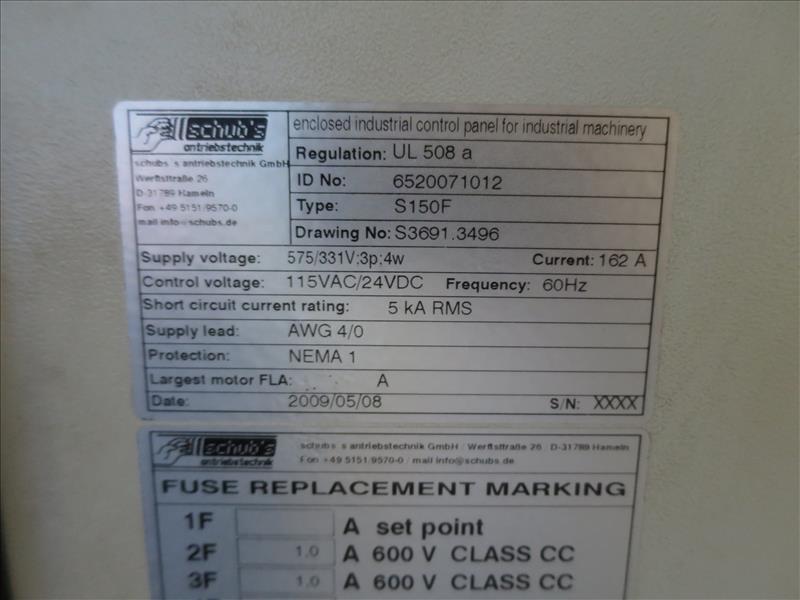 schub's
antriebstechnik
schubs s antriebstechnik GmbH
Werftstraße 26
D-31789 Hameln
Fon +49 5151/9570-0
mail info@schubs.de
enclosed industrial control panel for industrial machinery
Regulation: UL 508 a
ID No: 6520071012
Type: S150F
Drawing No: S3691.3496
Supply voltage: 575/331V;3p;4w Current: 162 A
Control voltage: 115VAC/24VDC Frequency: 60Hz
Short circuit current rating: 5 kA RMS
Supply lead: AWG 4/0
Protection: NEMA 1
Largest motor FLA: A
Date: 2009/05/08 S/N: XXXX
schub's
antriebstechnik
schubs s antriebstechnik GmbH / Werftstraße 26 / D-31789 Hameln
Fon +49 5151/9570-0 / mail info@schubs.de
FUSE REPLACEMENT MARKING
1F A set point
2F 1.0 A 600 V CLASS CC
3F 1.0 A 600 V CLASS CC